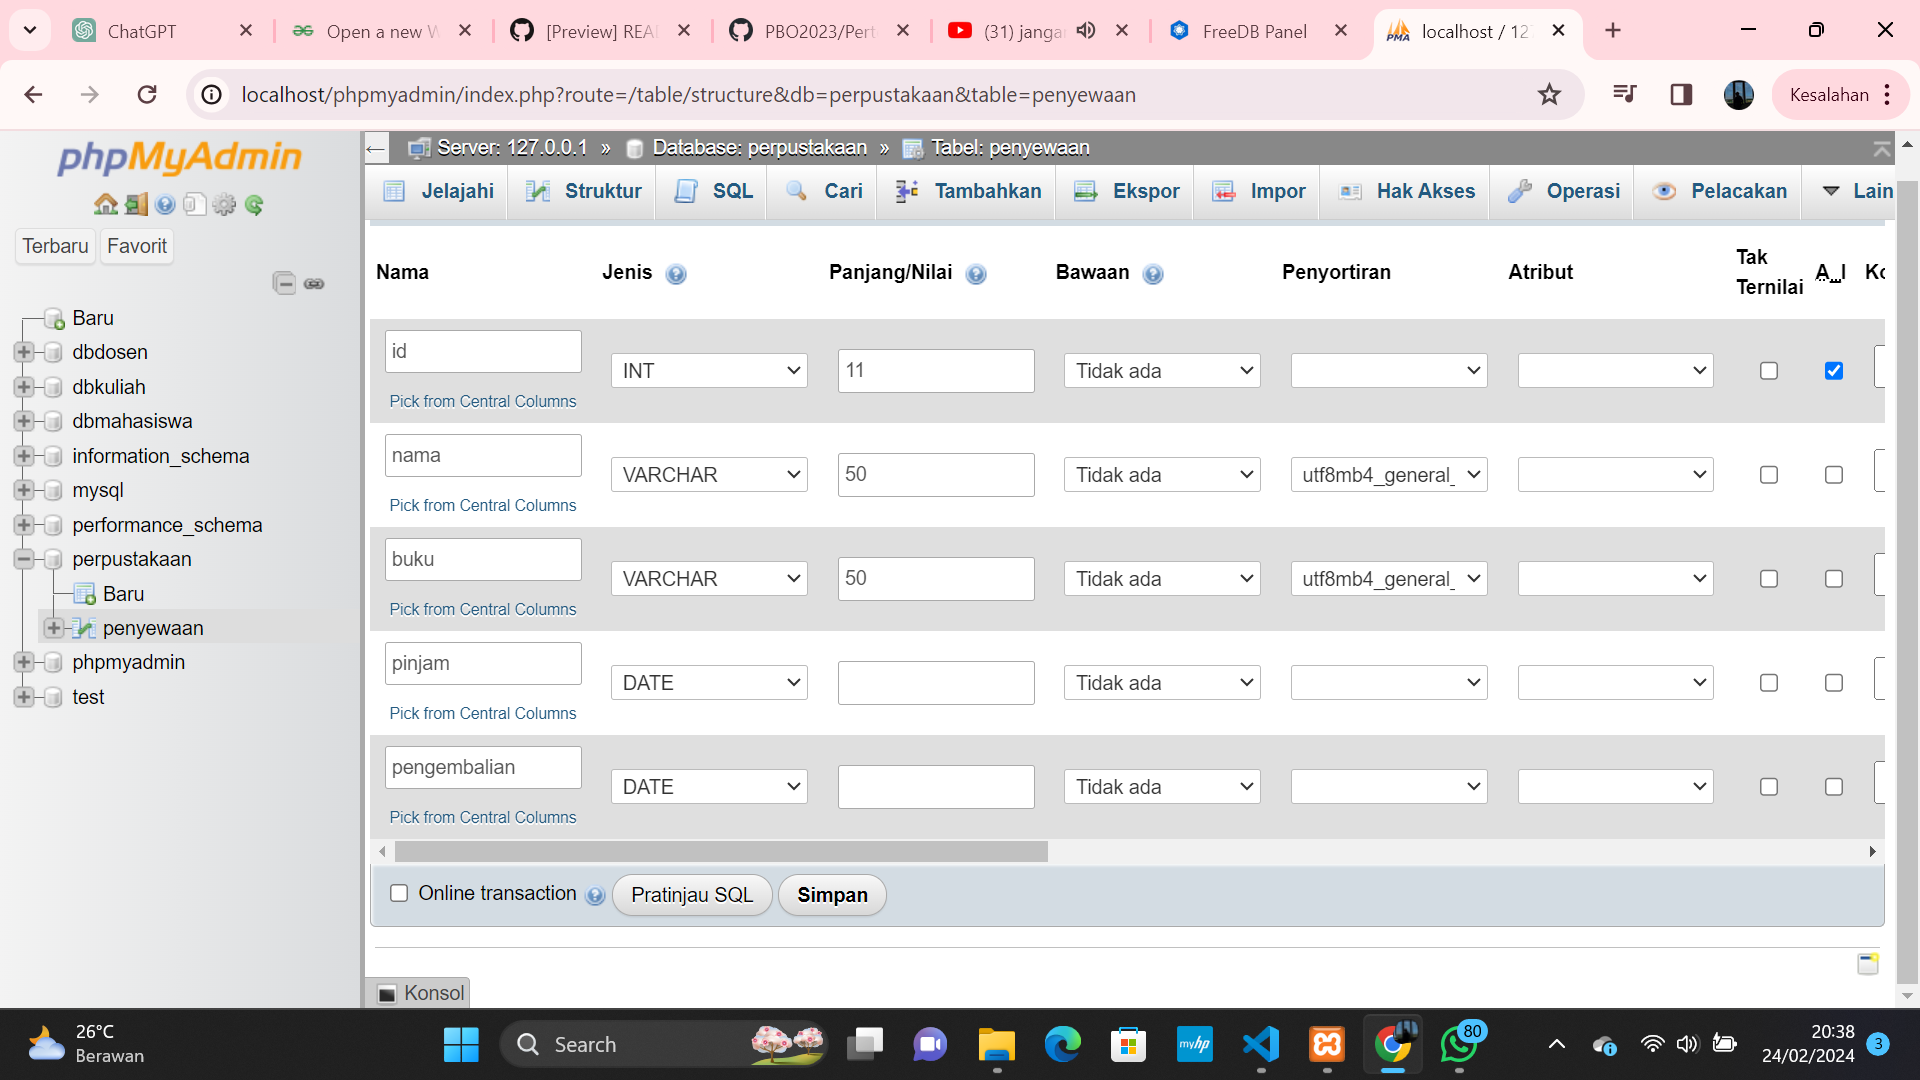 ChatGPT
Open a new W
[Preview] REA
PBO2023/Pert
(31) janga
FreeDB Panel
localhost / 127
localhost/phpmyadmin/index.php?route=/table/structure&db=perpustakaan&table=penyewaan
Kesalahan
phpMyAdmin
Terbaru
Favorit
Baru
dbdosen
dbkuliah
dbmahasiswa
information_schema
mysql
performance_schema
perpustakaan
Baru
penyewaan
phpmyadmin
test
Server: 127.0.0.1 » Database: perpustakaan » Tabel: penyewaan
Jelajahi Struktur SQL Cari Tambahkan Ekspor Impor Hak Akses Operasi Pelacakan Lain
Nama Jenis Panjang/Nilai Bawaan Penyortiran Atribut Tak Ternilai A_I Ko
id INT 11 Tidak ada
Pick from Central Columns
nama VARCHAR 50 Tidak ada utf8mb4_general_
Pick from Central Columns
buku VARCHAR 50 Tidak ada utf8mb4_general_
Pick from Central Columns
pinjam DATE Tidak ada
Pick from Central Columns
pengembalian DATE Tidak ada
Pick from Central Columns
Online transaction Pratinjau SQL Simpan
Konsol
26°C
Berawan
Search
myhp
80
20:38
24/02/2024
3